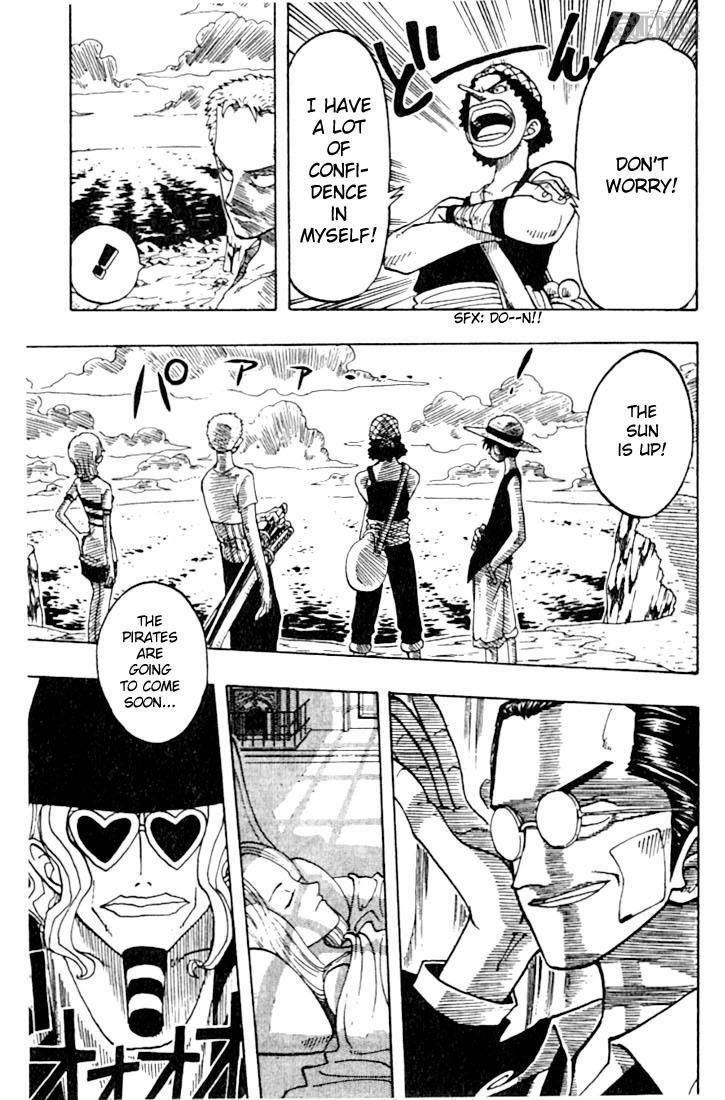 DON'T
WORRY!
どーん!!
I HAVE
A LOT
OF
CONFI-
DENCE
IN
MYSELF!
SFX: DO--N!!
!
THE
SUN
IS UP!
パァァ…
THE
PIRATES
ARE
GOING
TO COME
SOON...
オオオオ